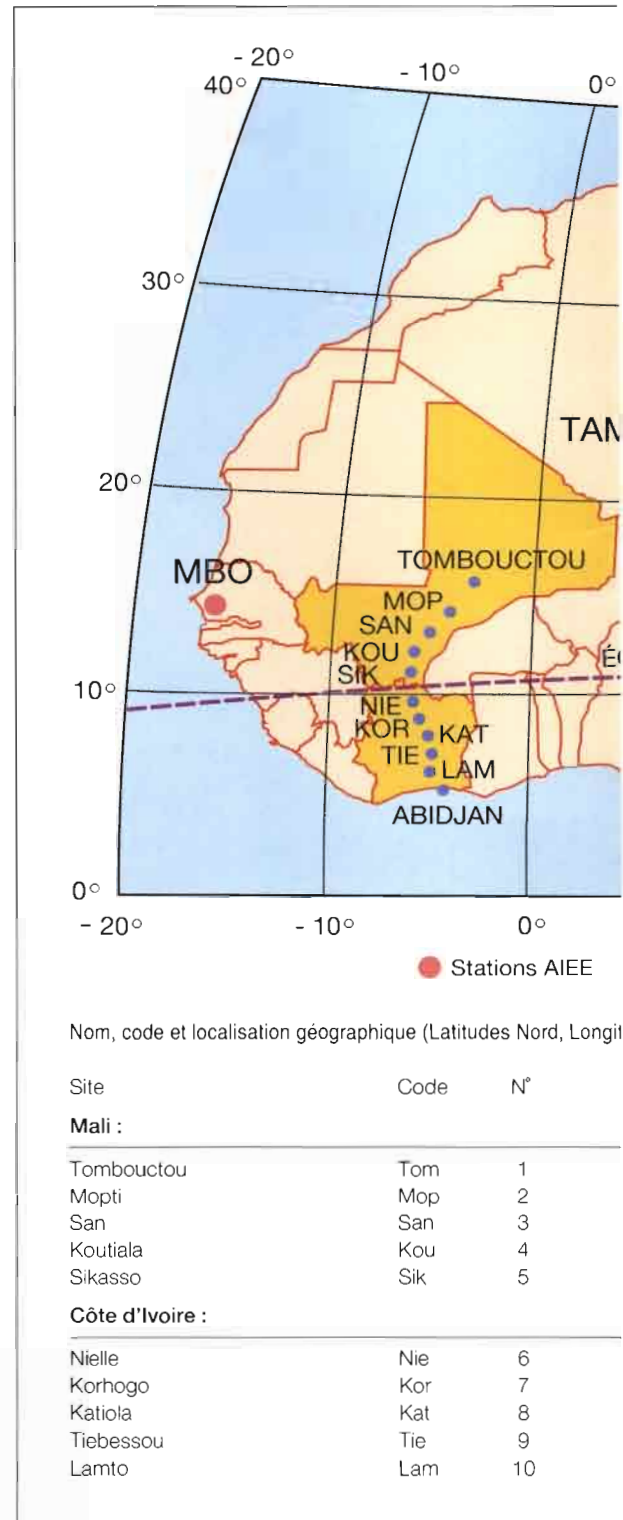 - 20° - 10° 0°
40°
30°
TAM
20°
TOMBOUCTOU
MBO
MOP
SAN
KOU
SIK
10°
NIE
KOR KAT
TIE
LAM
ABIDJAN
0°
- 20° - 10° 0°
Stations AIEE
Nom, code et localisation géographique (Latitudes Nord, Longit
Site Code N°
Mali :
Tombouctou Tom 1
Mopti Mop 2
San San 3
Koutiala Kou 4
Sikasso Sik 5
Côte d'Ivoire :
Nielle Nie 6
Korhogo Kor 7
Katiola Kat 8
Tiebessou Tie 9
Lamto Lam 10